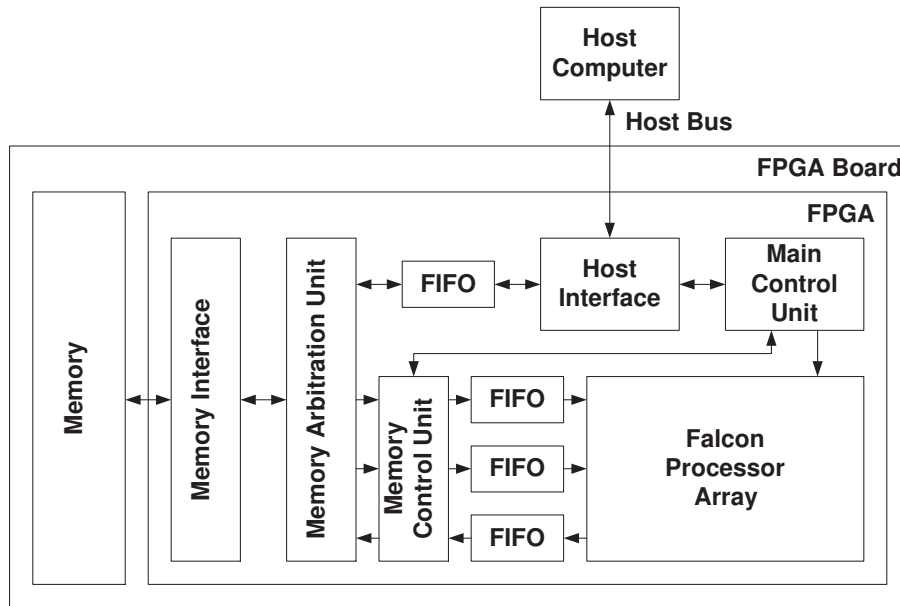 Host
Computer
Host Bus
FPGA Board
FPGA
Memory
Memory Interface
Memory Arbitration Unit
FIFO
Host
Interface
Main
Control
Unit
Memory
Control Unit
FIFO
FIFO
FIFO
Falcon
Processor
Array